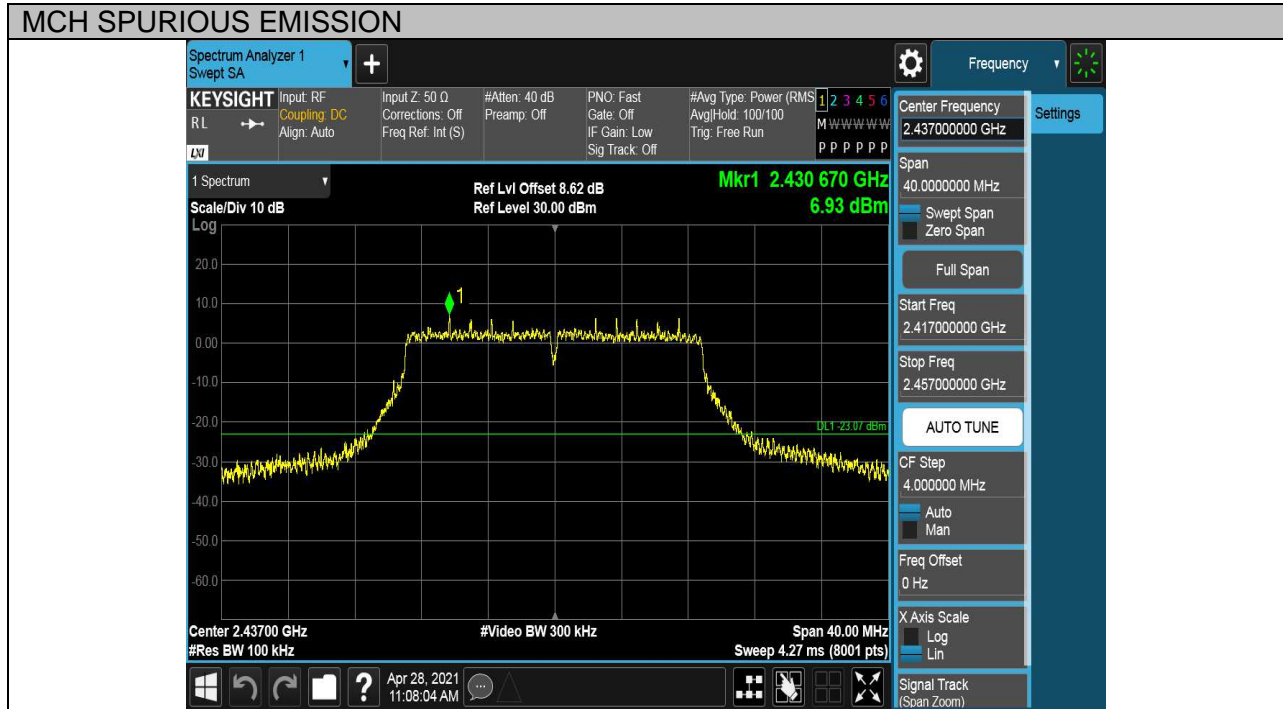 MCH SPURIOUS EMISSION
Spectrum Analyzer 1
Swept SA
+
Frequency
KEYSIGHT
RL
LXI
Input: RF
Coupling: DC
Align: Auto
Input Z: 50 Ω
Corrections: Off
Freq Ref: Int (S)
#Atten: 40 dB
Preamp: Off
PNO: Fast
Gate: Off
IF Gain: Low
Sig Track: Off
#Avg Type: Power (RMS
Avg|Hold: 100/100
Trig: Free Run
1 2 3 4 5 6
M W W W W W
P P P P P P
1 Spectrum
Scale/Div 10 dB
Log
Ref Lvl Offset 8.62 dB
Ref Level 30.00 dBm
Mkr1 2.430 670 GHz
6.93 dBm
20.0
10.0
0.00
-10.0
-20.0
-30.0
-40.0
-50.0
-60.0
1
DL1 -23.07 dBm
Center 2.43700 GHz
#Res BW 100 kHz
#Video BW 300 kHz
Span 40.00 MHz
Sweep 4.27 ms (8001 pts)
?
Apr 28, 2021
11:08:04 AM
Center Frequency
2.437000000 GHz
Span
40.0000000 MHz
Swept Span
Zero Span
Full Span
Start Freq
2.417000000 GHz
Stop Freq
2.457000000 GHz
AUTO TUNE
CF Step
4.000000 MHz
Auto
Man
Freq Offset
0 Hz
X Axis Scale
Log
Lin
Signal Track
(Span Zoom)
Settings